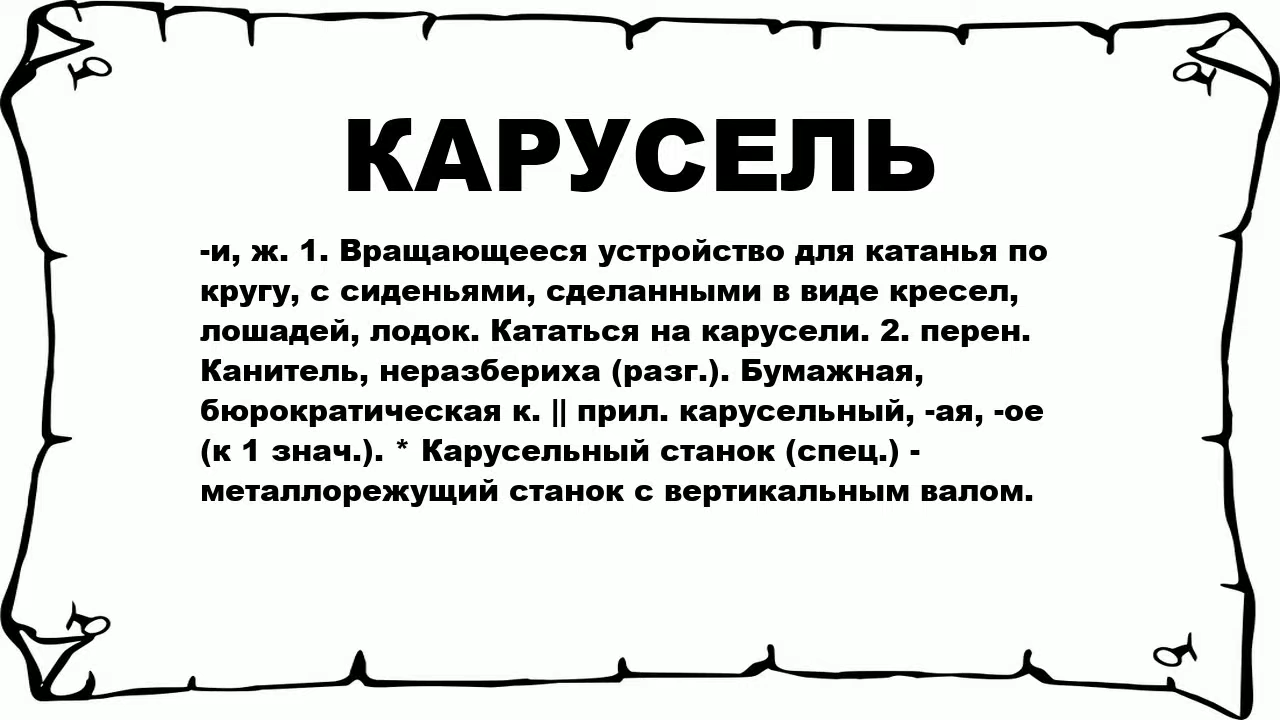 КАРУСЕЛЬ
-и, ж. 1. Вращающееся устройство для катанья по
кругу, с сиденьями, сделанными в виде кресел,
лошадей, лодок. Кататься на карусели. 2. перен.
Канитель, неразбериха (разг.). Бумажная,
бюрократическая к. || прил. карусельный, -ая, -ое
(к 1 знач.). * Карусельный станок (спец.) -
металлорежущий станок с вертикальным валом.